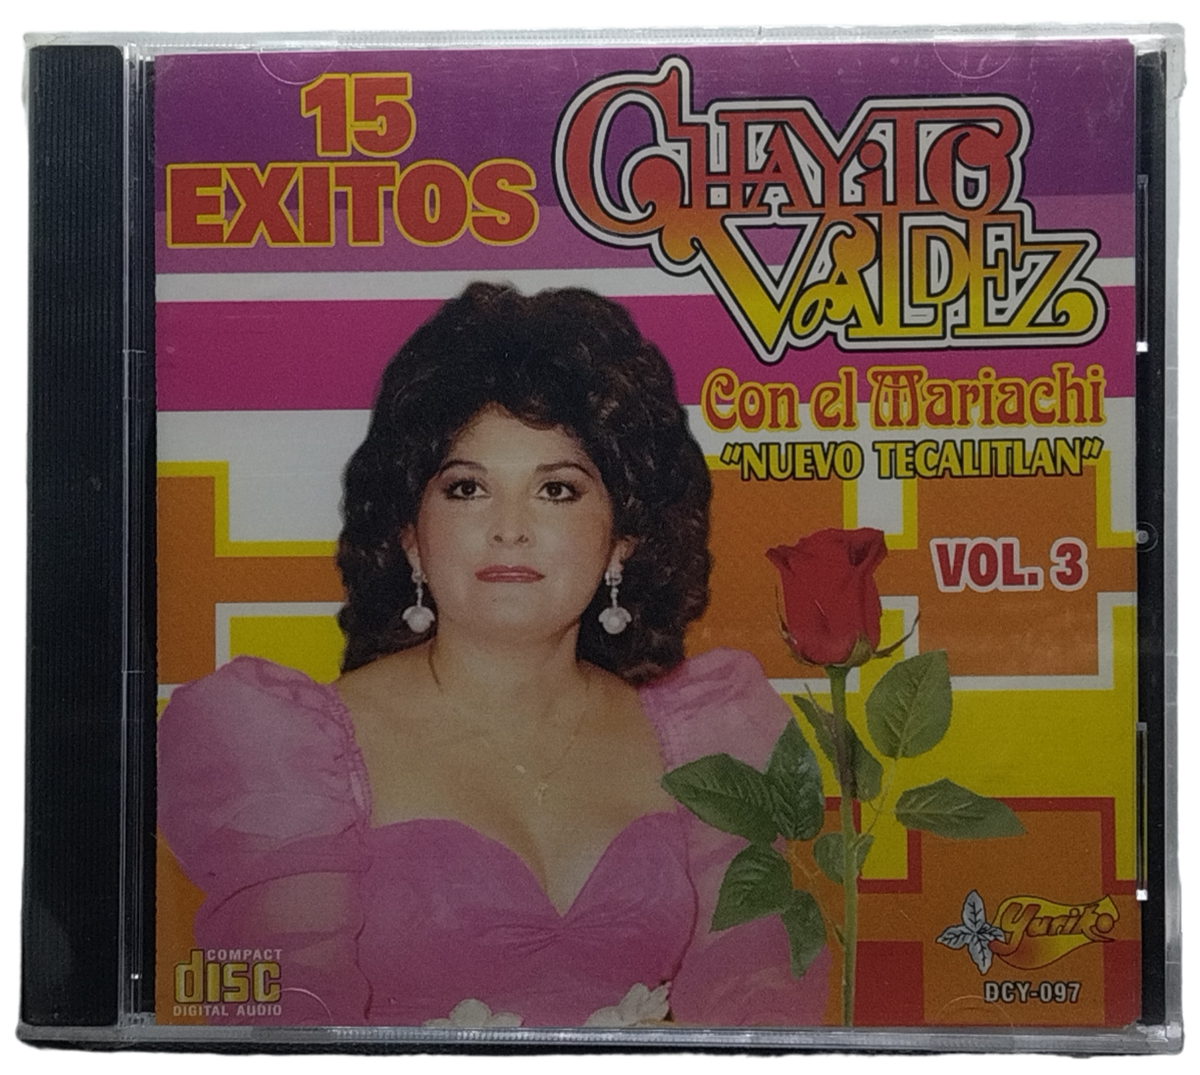 15
EXITOS
CHAYiTO
VALDEZ
Con el Mariachi
"NUEVO TECALITLAN"
VOL. 3
Yuriko
DCY-097
COMPACT
disc
DIGITAL AUDIO